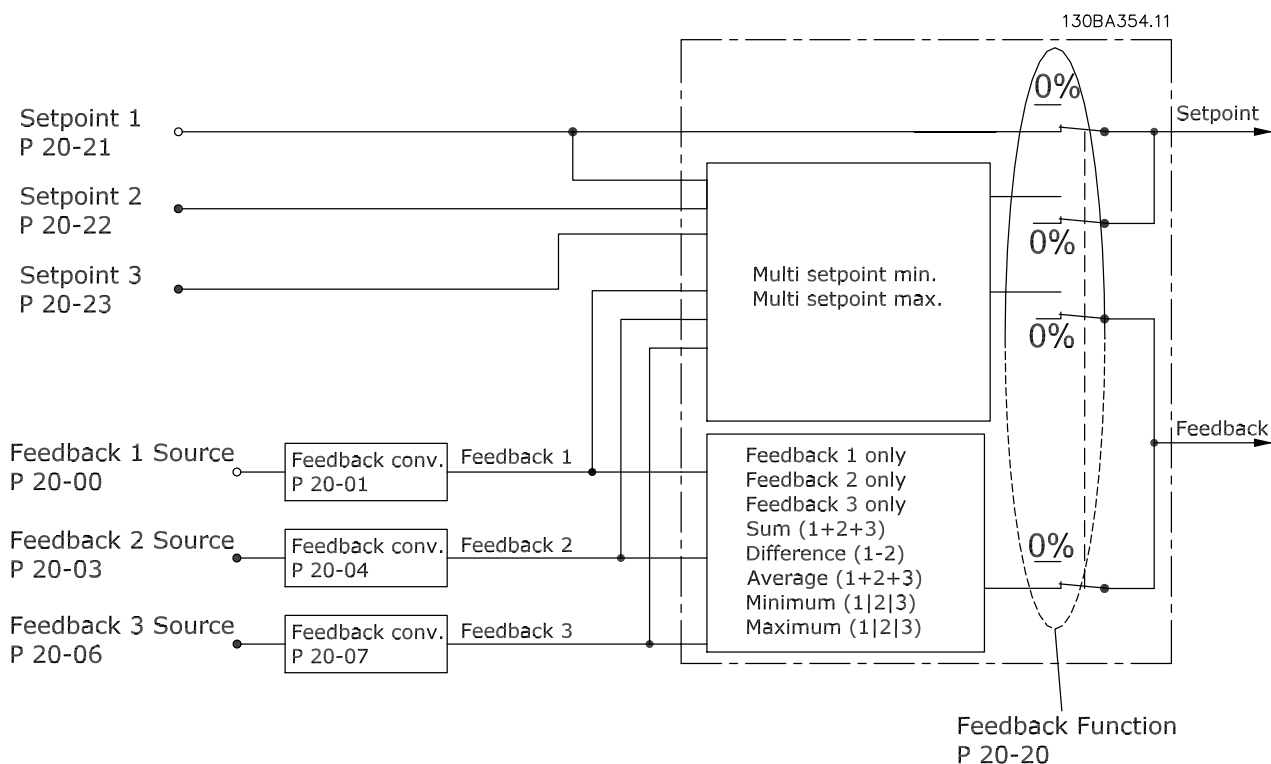 130BA354.11
0%
Setpoint 1
P 20-21
Setpoint
Setpoint 2
P 20-22
0%
Setpoint 3
P 20-23
Multi setpoint min.
Multi setpoint max.
0%
Feedback
Feedback 1 Source
P 20-00
Feedback conv.
P 20-01
Feedback 1
Feedback 2 Source
P 20-03
Feedback conv.
P 20-04
Feedback 2
Feedback 3 Source
P 20-06
Feedback conv.
P 20-07
Feedback 3
Feedback 1 only
Feedback 2 only
Feedback 3 only
Sum (1+2+3)
Difference (1-2)
Average (1+2+3)
Minimum (1|2|3)
Maximum (1|2|3)
0%
Feedback Function
P 20-20